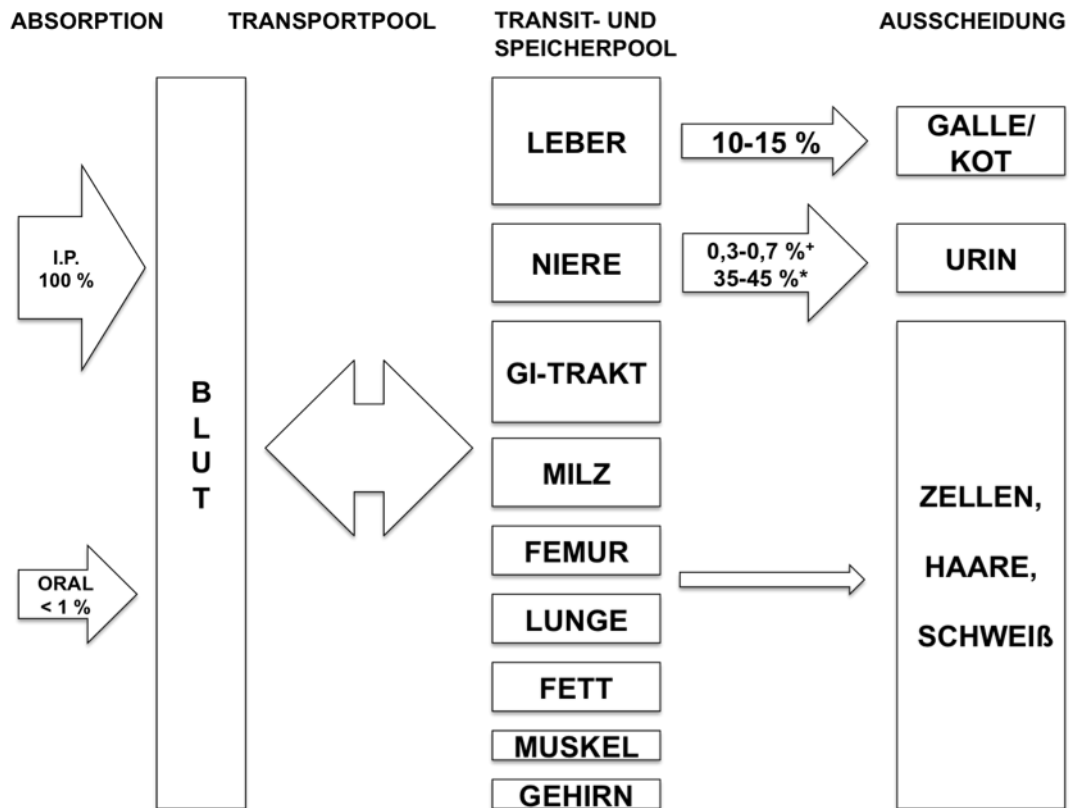 ABSORPTION
TRANSPORTPOOL
TRANSIT- UND
SPEICHERPOOL
AUSSCHEIDUNG
I.P.
100 %
ORAL
< 1 %
B
L
U
T
LEBER
NIERE
GI-TRAKT
MILZ
FEMUR
LUNGE
FETT
MUSKEL
GEHIRN
10-15 %
0,3-0,7 %⁺
35-45 %*
GALLE/
KOT
URIN
ZELLEN,
HAARE,
SCHWEIß